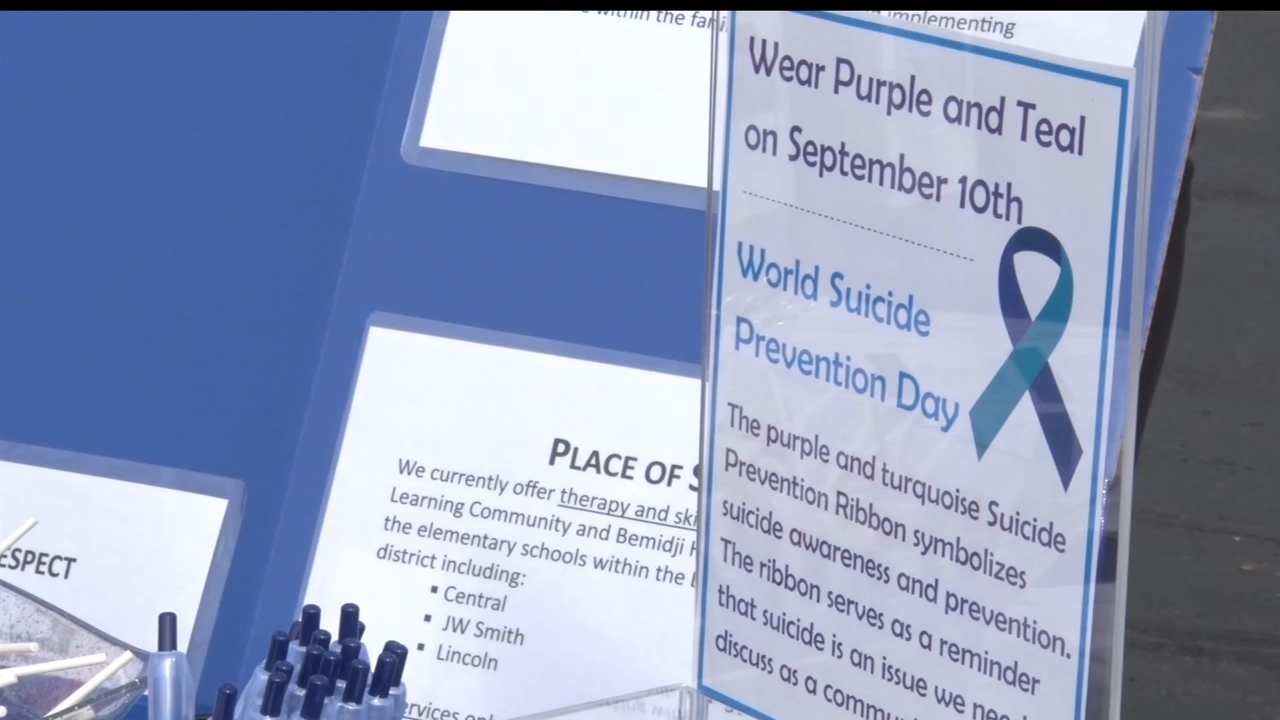 within the
implementing
ESPECT
PLACE OF
We currently offer therapy and
Learning Community and Bemidji
the elementary schools within the
district including:
▪ Central
▪ JW Smith
▪ Lincoln
Wear Purple and Teal
on September 10th
World Suicide
Prevention Day
The purple and turquoise Suicide
Prevention Ribbon symbolizes
suicide awareness and prevention.
The ribbon serves as a reminder
that suicide is an issue we
discuss as a